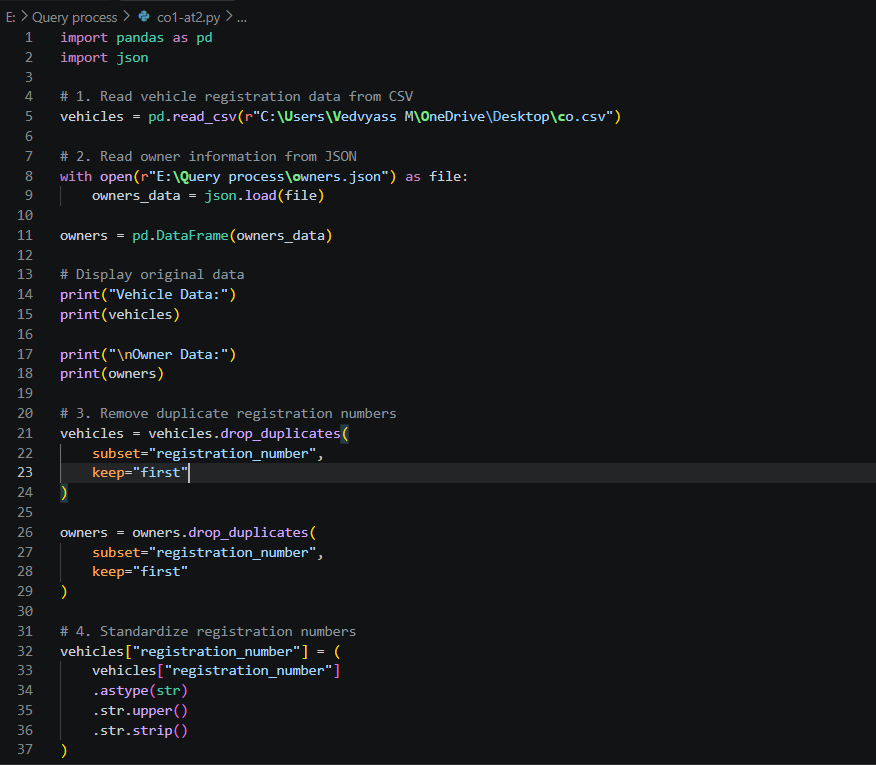 E: > Query process > co1-at2.py > ...
1 import pandas as pd
2 import json
3
4 # 1. Read vehicle registration data from CSV
5 vehicles = pd.read_csv(r"C:\Users\Vedvyass M\OneDrive\Desktop\co.csv")
6
7 # 2. Read owner information from JSON
8 with open(r"E:\Query process\owners.json") as file:
9     owners_data = json.load(file)
10
11 owners = pd.DataFrame(owners_data)
12
13 # Display original data
14 print("Vehicle Data:")
15 print(vehicles)
16
17 print("\nOwner Data:")
18 print(owners)
19
20 # 3. Remove duplicate registration numbers
21 vehicles = vehicles.drop_duplicates(
22     subset="registration_number",
23     keep="first"
24 )
25
26 owners = owners.drop_duplicates(
27     subset="registration_number",
28     keep="first"
29 )
30
31 # 4. Standardize registration numbers
32 vehicles["registration_number"] = (
33     vehicles["registration_number"]
34     .astype(str)
35     .str.upper()
36     .str.strip()
37 )